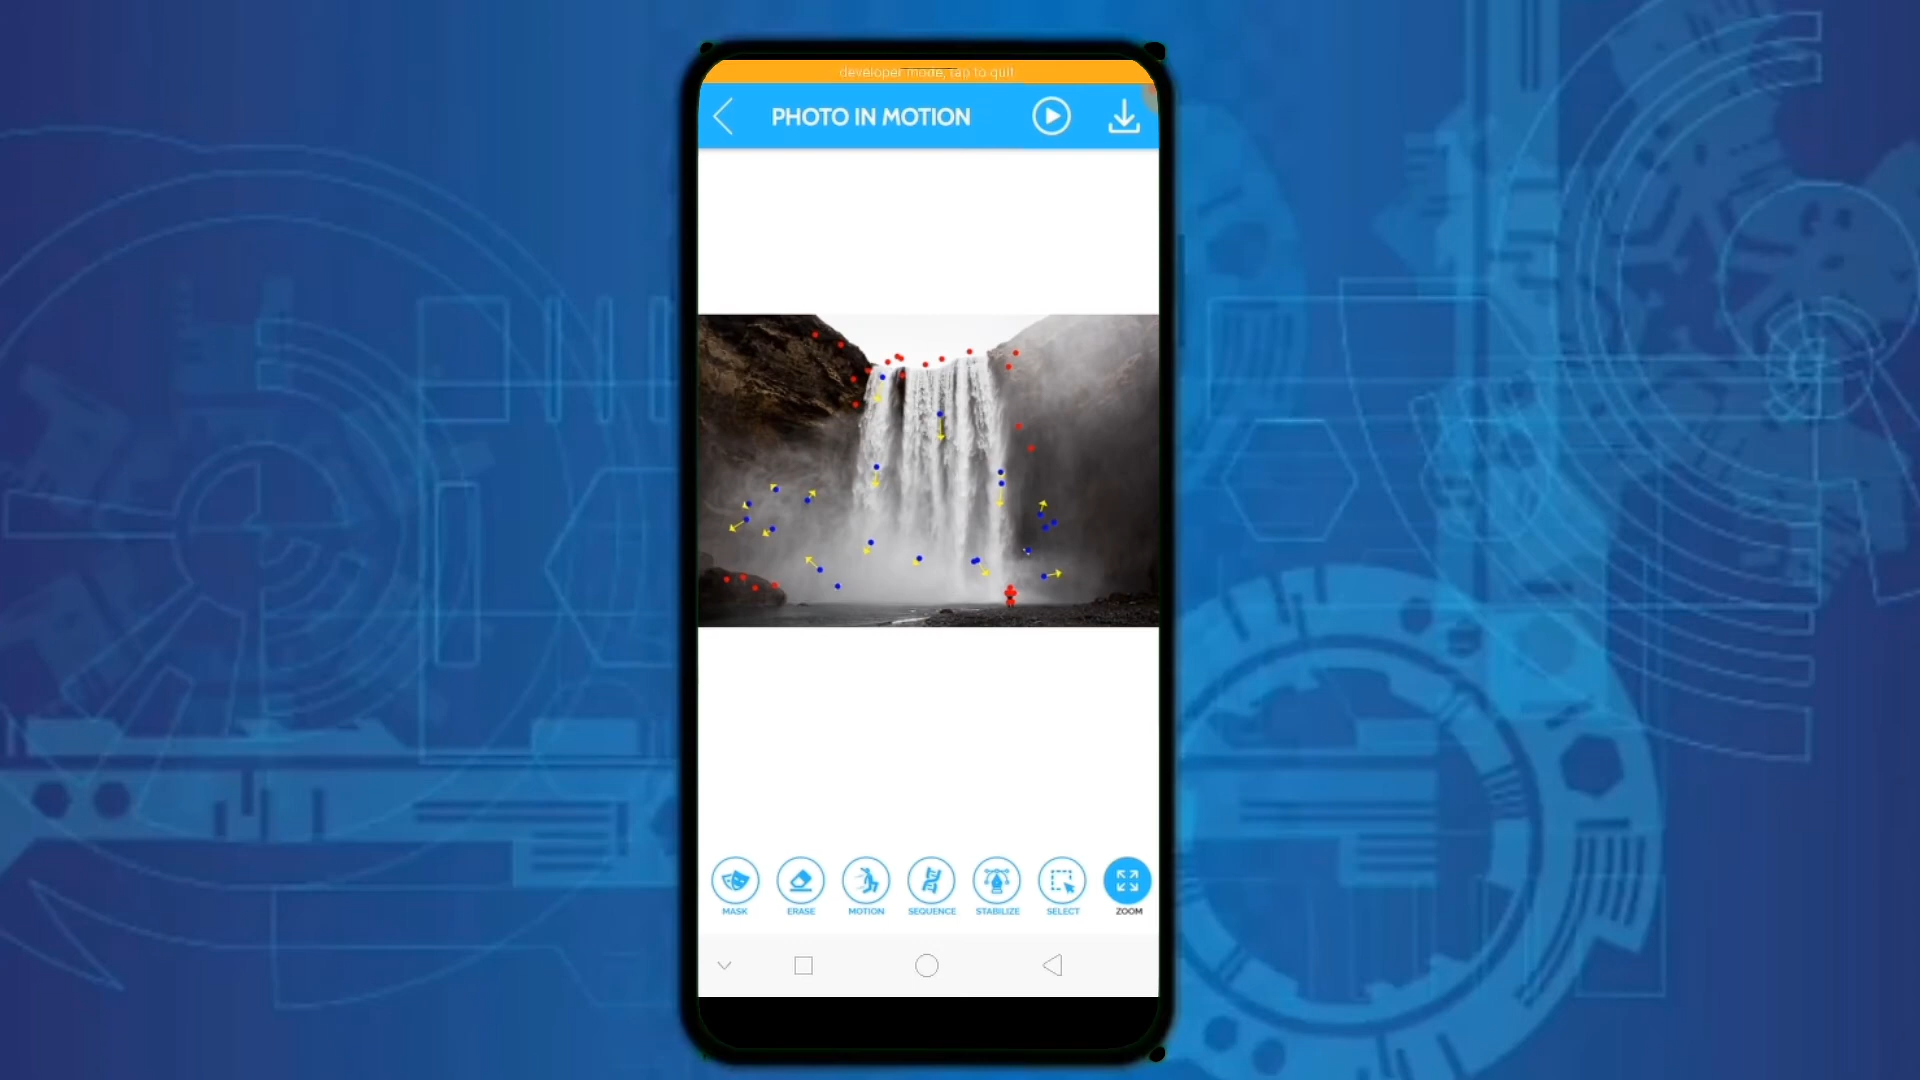 developer mode, tap to quit
PHOTO IN MOTION
MASK
ERASE
MOTION
SEQUENCE
STABILIZE
SELECT
ZOOM